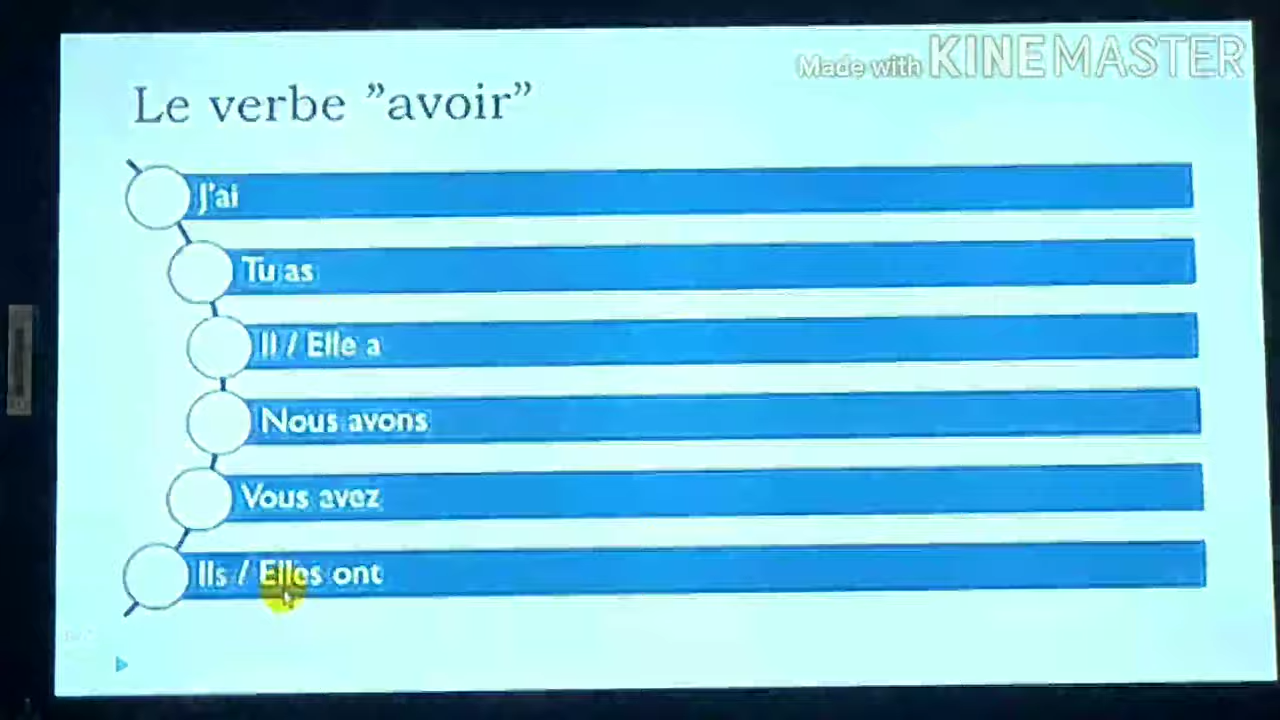 Made with KINEMASTER
Le verbe ”avoir”
J'ai
Tu as
Il / Elle a
Nous avons
Vous avez
Ils / Elles ont